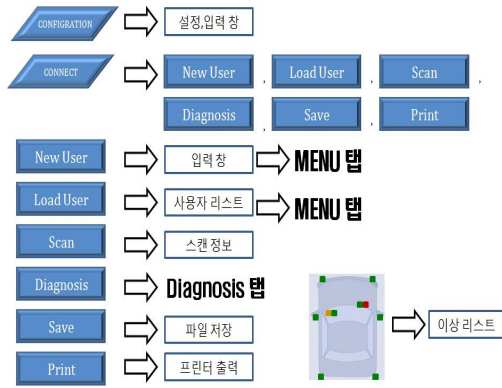 CONFIGRATION 설정,입력 창
CONNECT New User , Load User , Scan ,
Diagnosis , Save , Print
New User 입력 창 MENU 탭
Load User 사용자 리스트 MENU 탭
Scan 스캔 정보
Diagnosis Diagnosis 탭
Save 파일 저장
이상 리스트
Print 프린터 출력